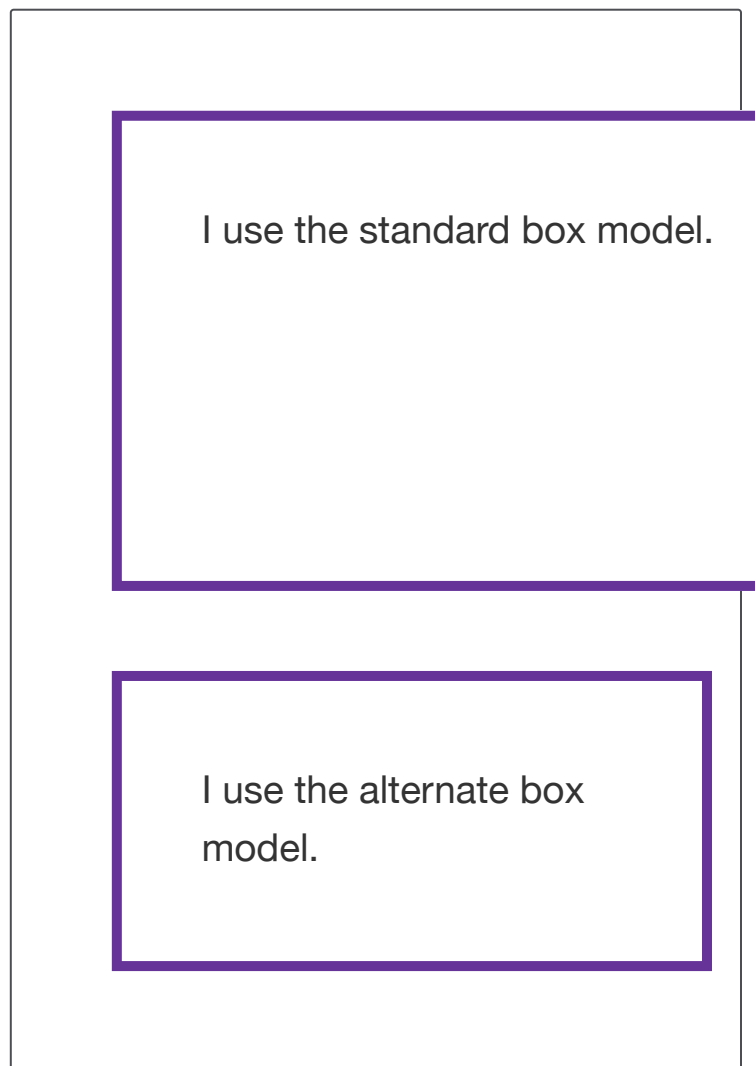 I use the standard box model.
I use the alternate box
model.